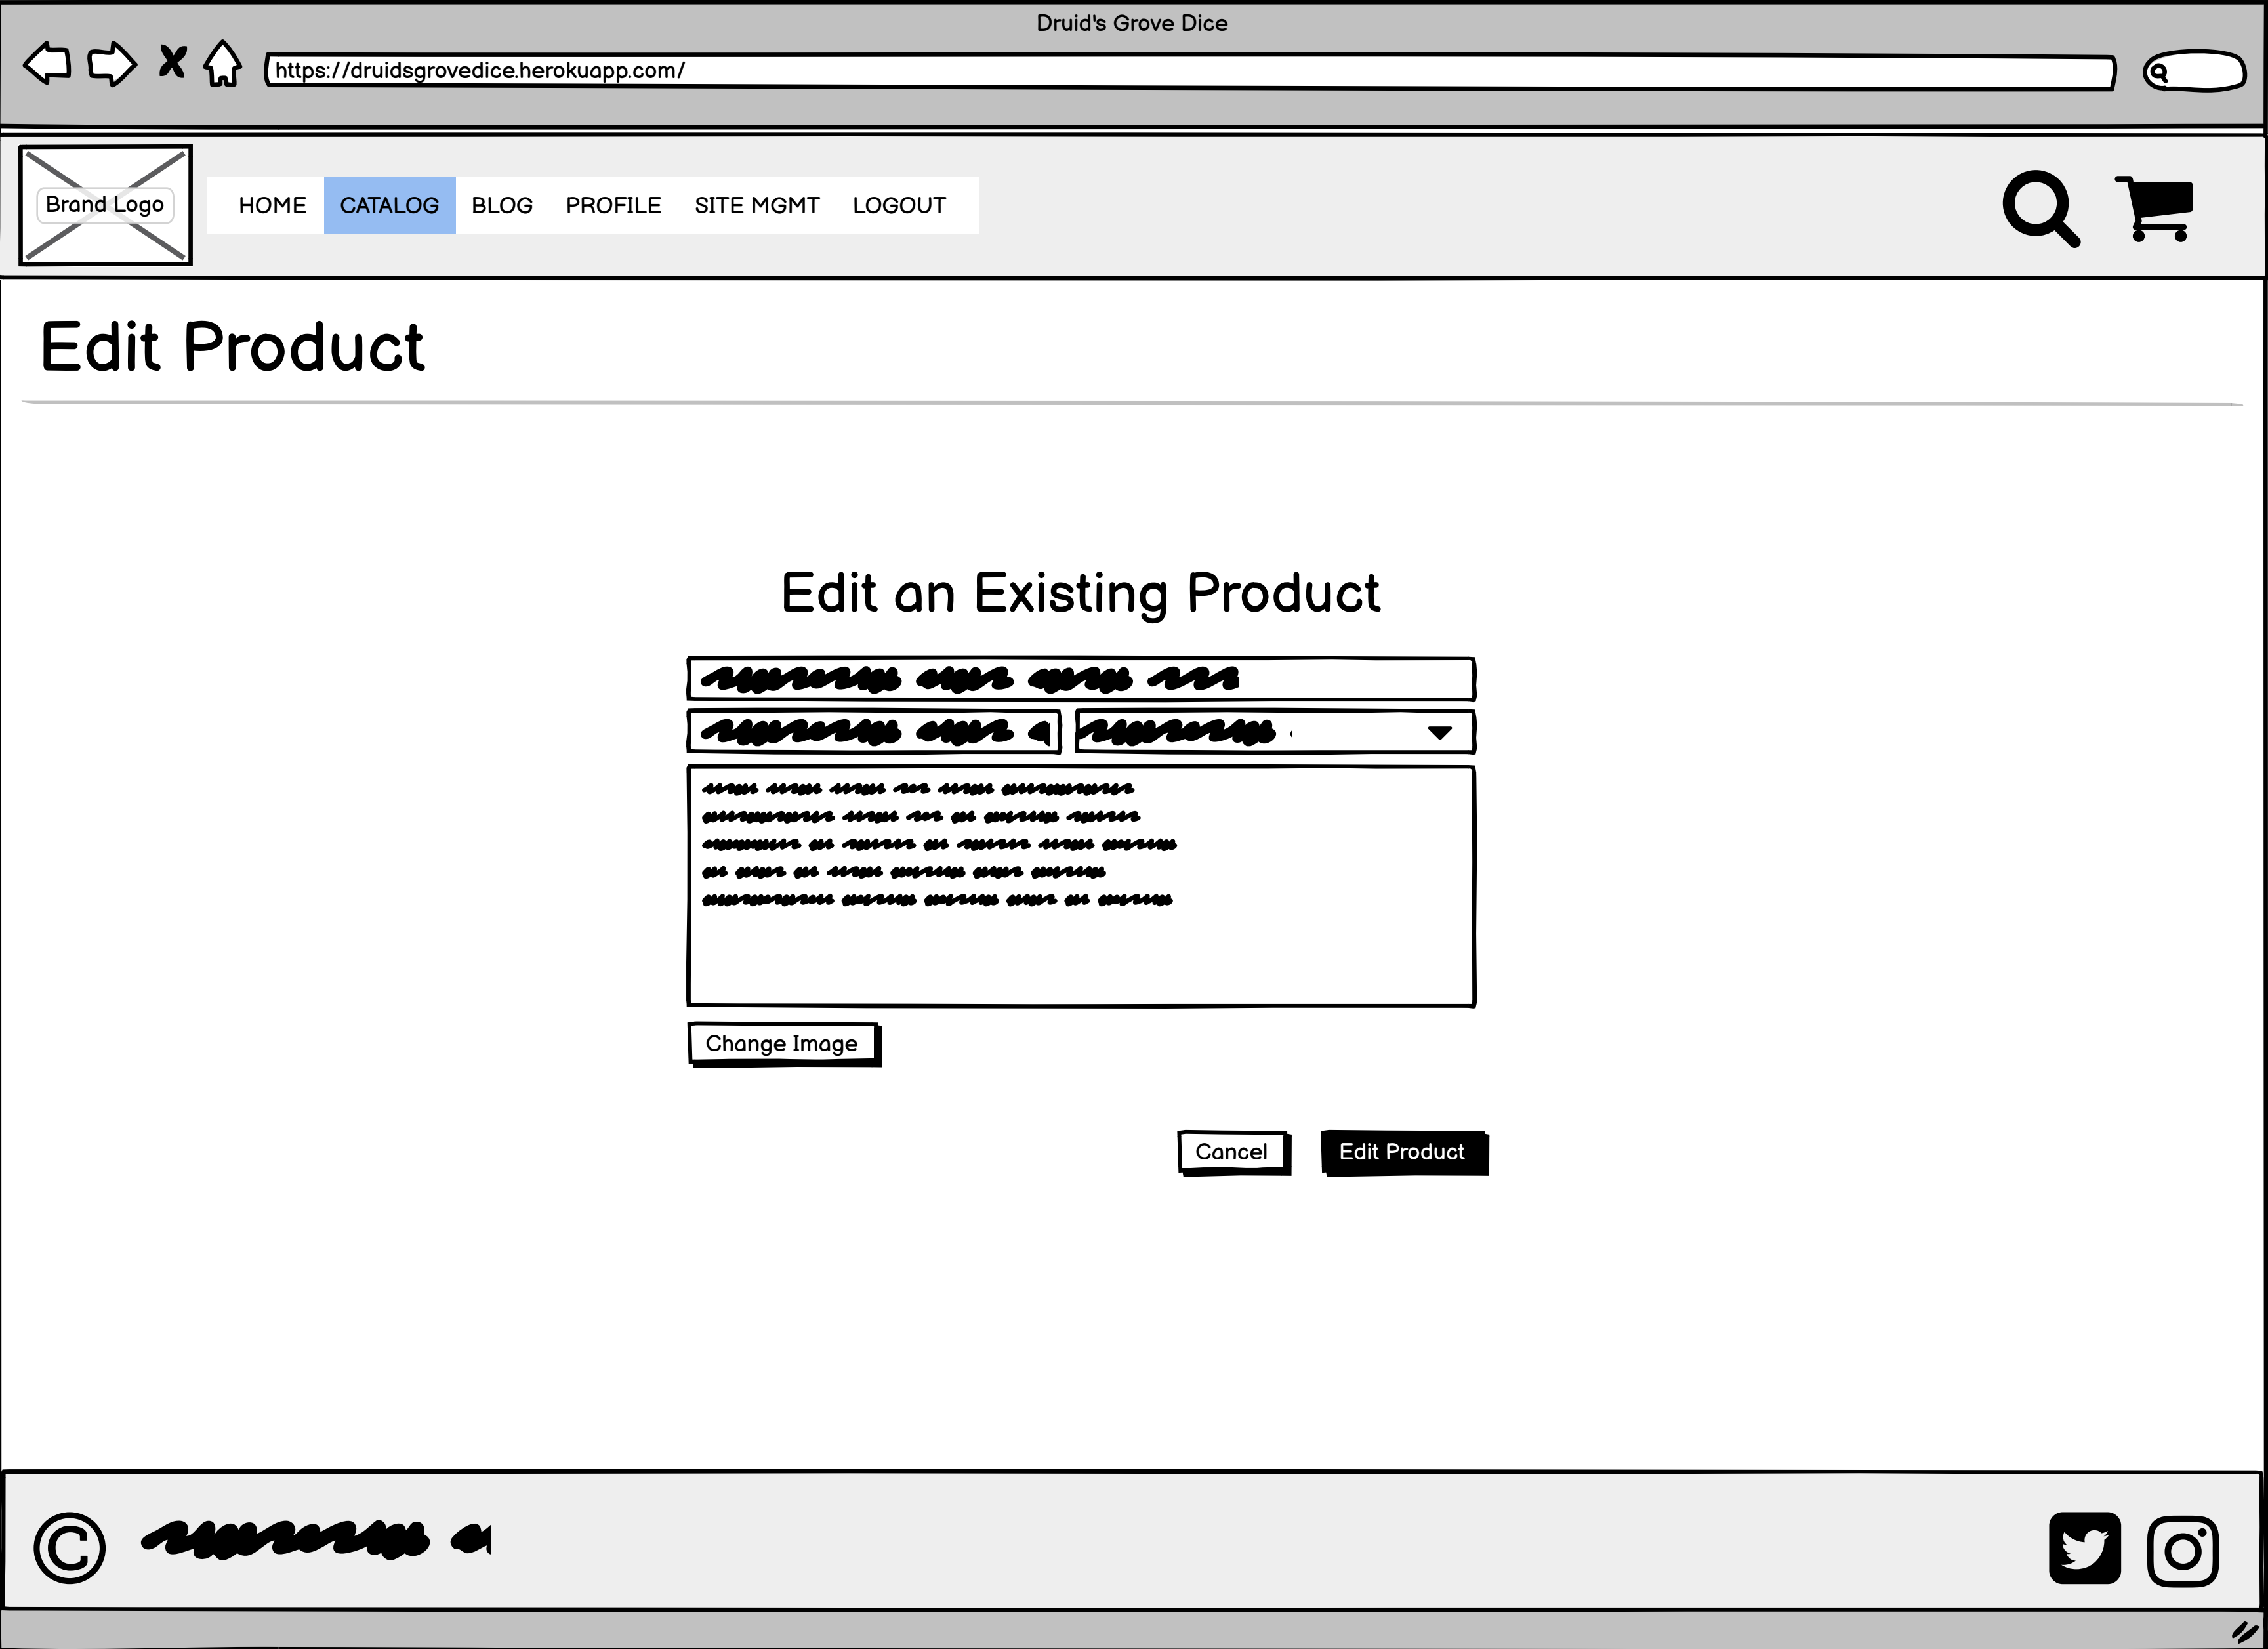 Druid's Grove Dice
https://druidsgrovedice.herokuapp.com/
Brand Logo
HOME CATALOG BLOG PROFILE SITE MGMT LOGOUT
Edit Product
Edit an Existing Product
Change Image
Cancel Edit Product
©